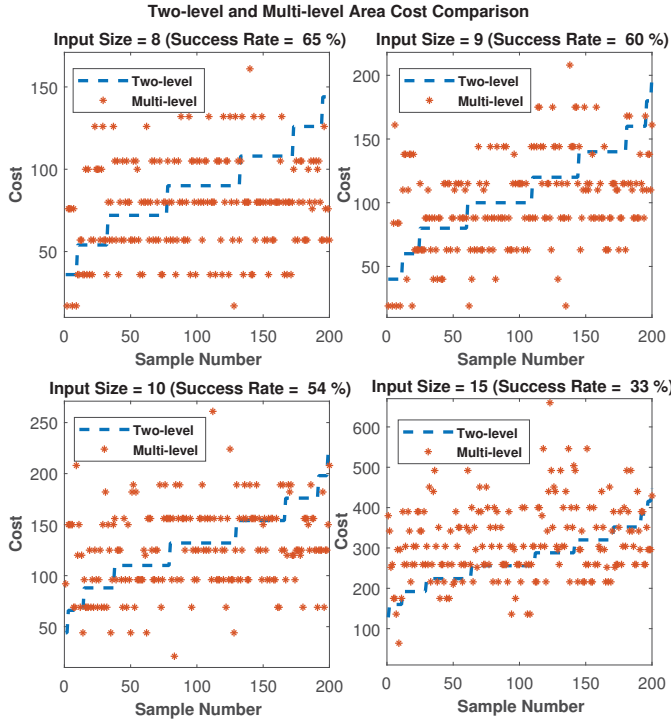 Two-level and Multi-level Area Cost Comparison
Input Size = 8 (Success Rate = 65 %)
150
100
50
Cost
Two-level
Multi-level
0
50
100
150
200
Sample Number
Input Size = 9 (Success Rate = 60 %)
200
150
100
50
Cost
Two-level
Multi-level
0
50
100
150
200
Sample Number
Input Size = 10 (Success Rate = 54 %)
250
200
150
100
50
Cost
Two-level
Multi-level
0
50
100
150
200
Sample Number
Input Size = 15 (Success Rate = 33 %)
600
500
400
300
200
100
Cost
Two-level
Multi-level
0
50
100
150
200
Sample Number